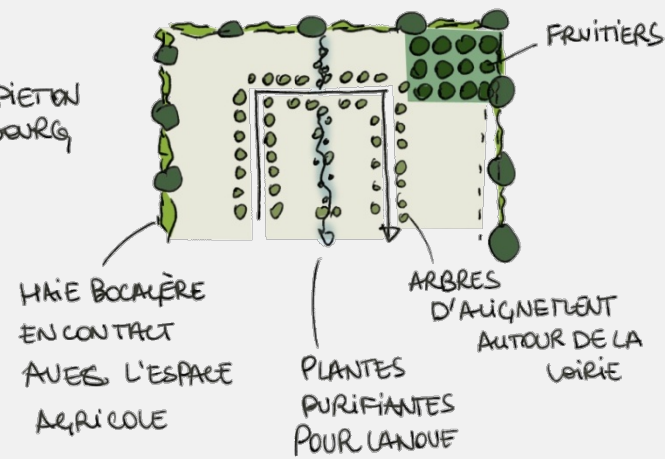 FRUITIERS
PIETON
BOURG
HAIE BOCAGÈRE
EN CONTACT
AVEC L'ESPACE
AGRICOLE
PLANTES
PURIFIANTES
POUR LA NOUE
ARBRES
D'ALIGNEMENT
AUTOUR DE LA
VOIRIE